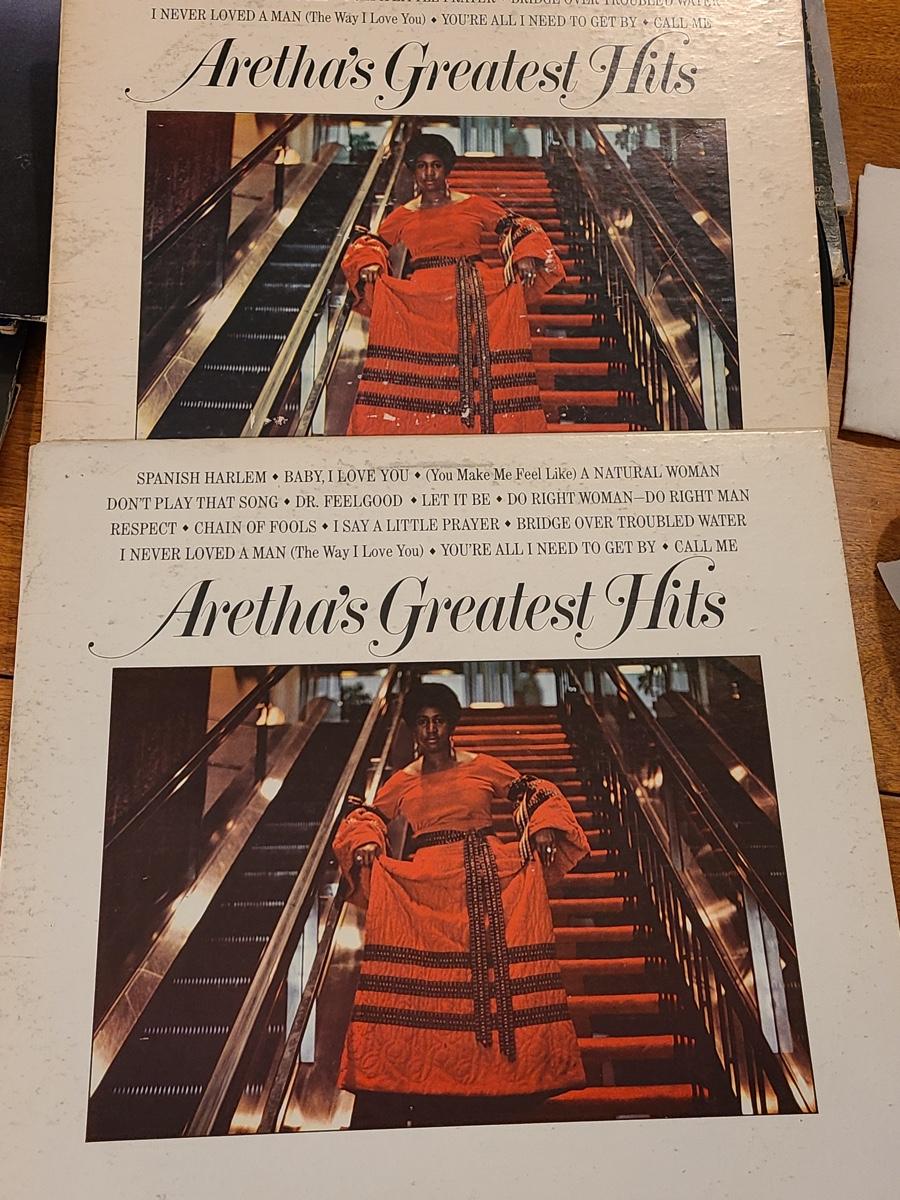 BRIDGE OVER TROUBLED WATER
I NEVER LOVED A MAN (The Way I Love You) ♦ YOU'RE ALL I NEED TO GET BY ♦ CALL ME
Aretha's Greatest Hits
SPANISH HARLEM ♦ BABY, I LOVE YOU ♦ (You Make Me Feel Like) A NATURAL WOMAN
DON'T PLAY THAT SONG ♦ DR. FEELGOOD ♦ LET IT BE ♦ DO RIGHT WOMAN—DO RIGHT MAN
RESPECT ♦ CHAIN OF FOOLS ♦ I SAY A LITTLE PRAYER ♦ BRIDGE OVER TROUBLED WATER
I NEVER LOVED A MAN (The Way I Love You) ♦ YOU'RE ALL I NEED TO GET BY ♦ CALL ME
Aretha's Greatest Hits